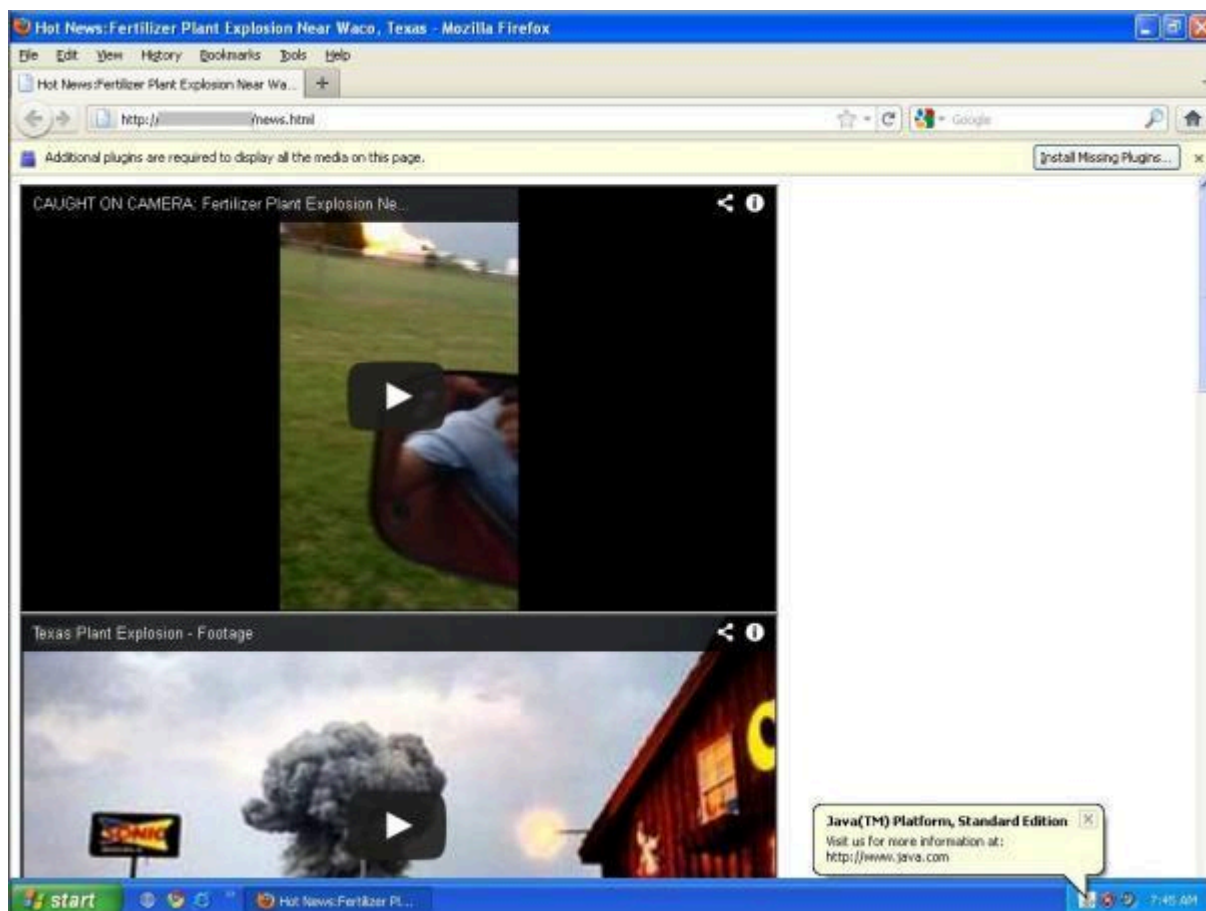 Hot News:Fertilizer Plant Explosion Near Waco, Texas - Mozilla Firefox
File Edit View History Bookmarks Tools Help
Hot News:Fertilizer Plant Explosion Near Wa... +
http:// /news.html
Google
Additional plugins are required to display all the media on this page.
Install Missing Plugins...
CAUGHT ON CAMERA: Fertilizer Plant Explosion Ne...
Texas Plant Explosion - Footage
SONIC
Java(TM) Platform, Standard Edition
Visit us for more information at:
http://www.java.com
start
Hot News:Fertilizer Pl...
7:45 AM